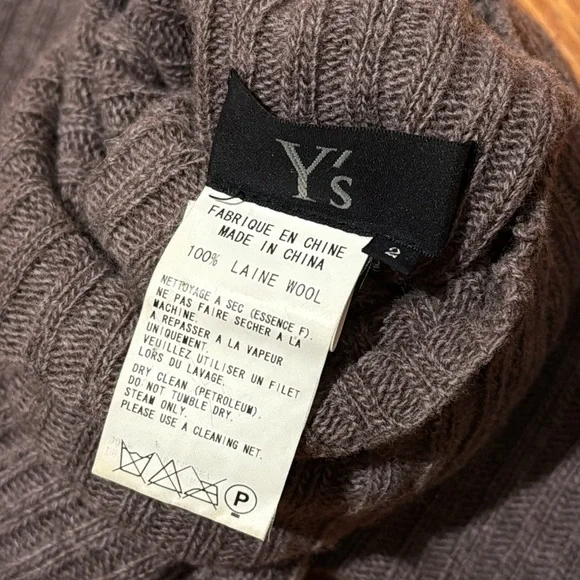 Y's
2
FABRIQUE EN CHINE
MADE IN CHINA
100% LAINE WOOL
NETTOYAGE A SEC (ESSENCE F).
NE PAS FAIRE SECHER A LA
MACHINE.
A REPASSER A LA VAPEUR
UNIQUEMENT.
VEUILLEZ UTILISER UN FILET
LORS DU LAVAGE.
DRY CLEAN (PETROLEUM).
DO NOT TUMBLE DRY.
STEAM ONLY.
PLEASE USE A CLEANING NET.
P